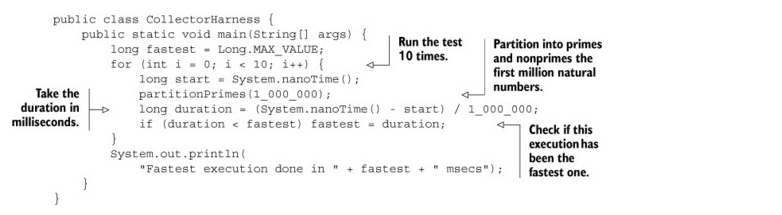 public class CollectorHarness {
public static void main(String[] args) {
long fastest = Long.MAX_VALUE;
for (int i = 0; i < 10; i++) {
long start = System.nanoTime();
partitionPrimes(1_000_000);
long duration = (System.nanoTime() - start) / 1_000_000;
if (duration < fastest) fastest = duration;
}
System.out.println(
"Fastest execution done in " + fastest + " msecs");
}
}
Run the test
10 times.
Partition into primes
and nonprimes the
first million natural
numbers.
Take the
duration in
milliseconds.
Check if this
execution has
been the
fastest one.